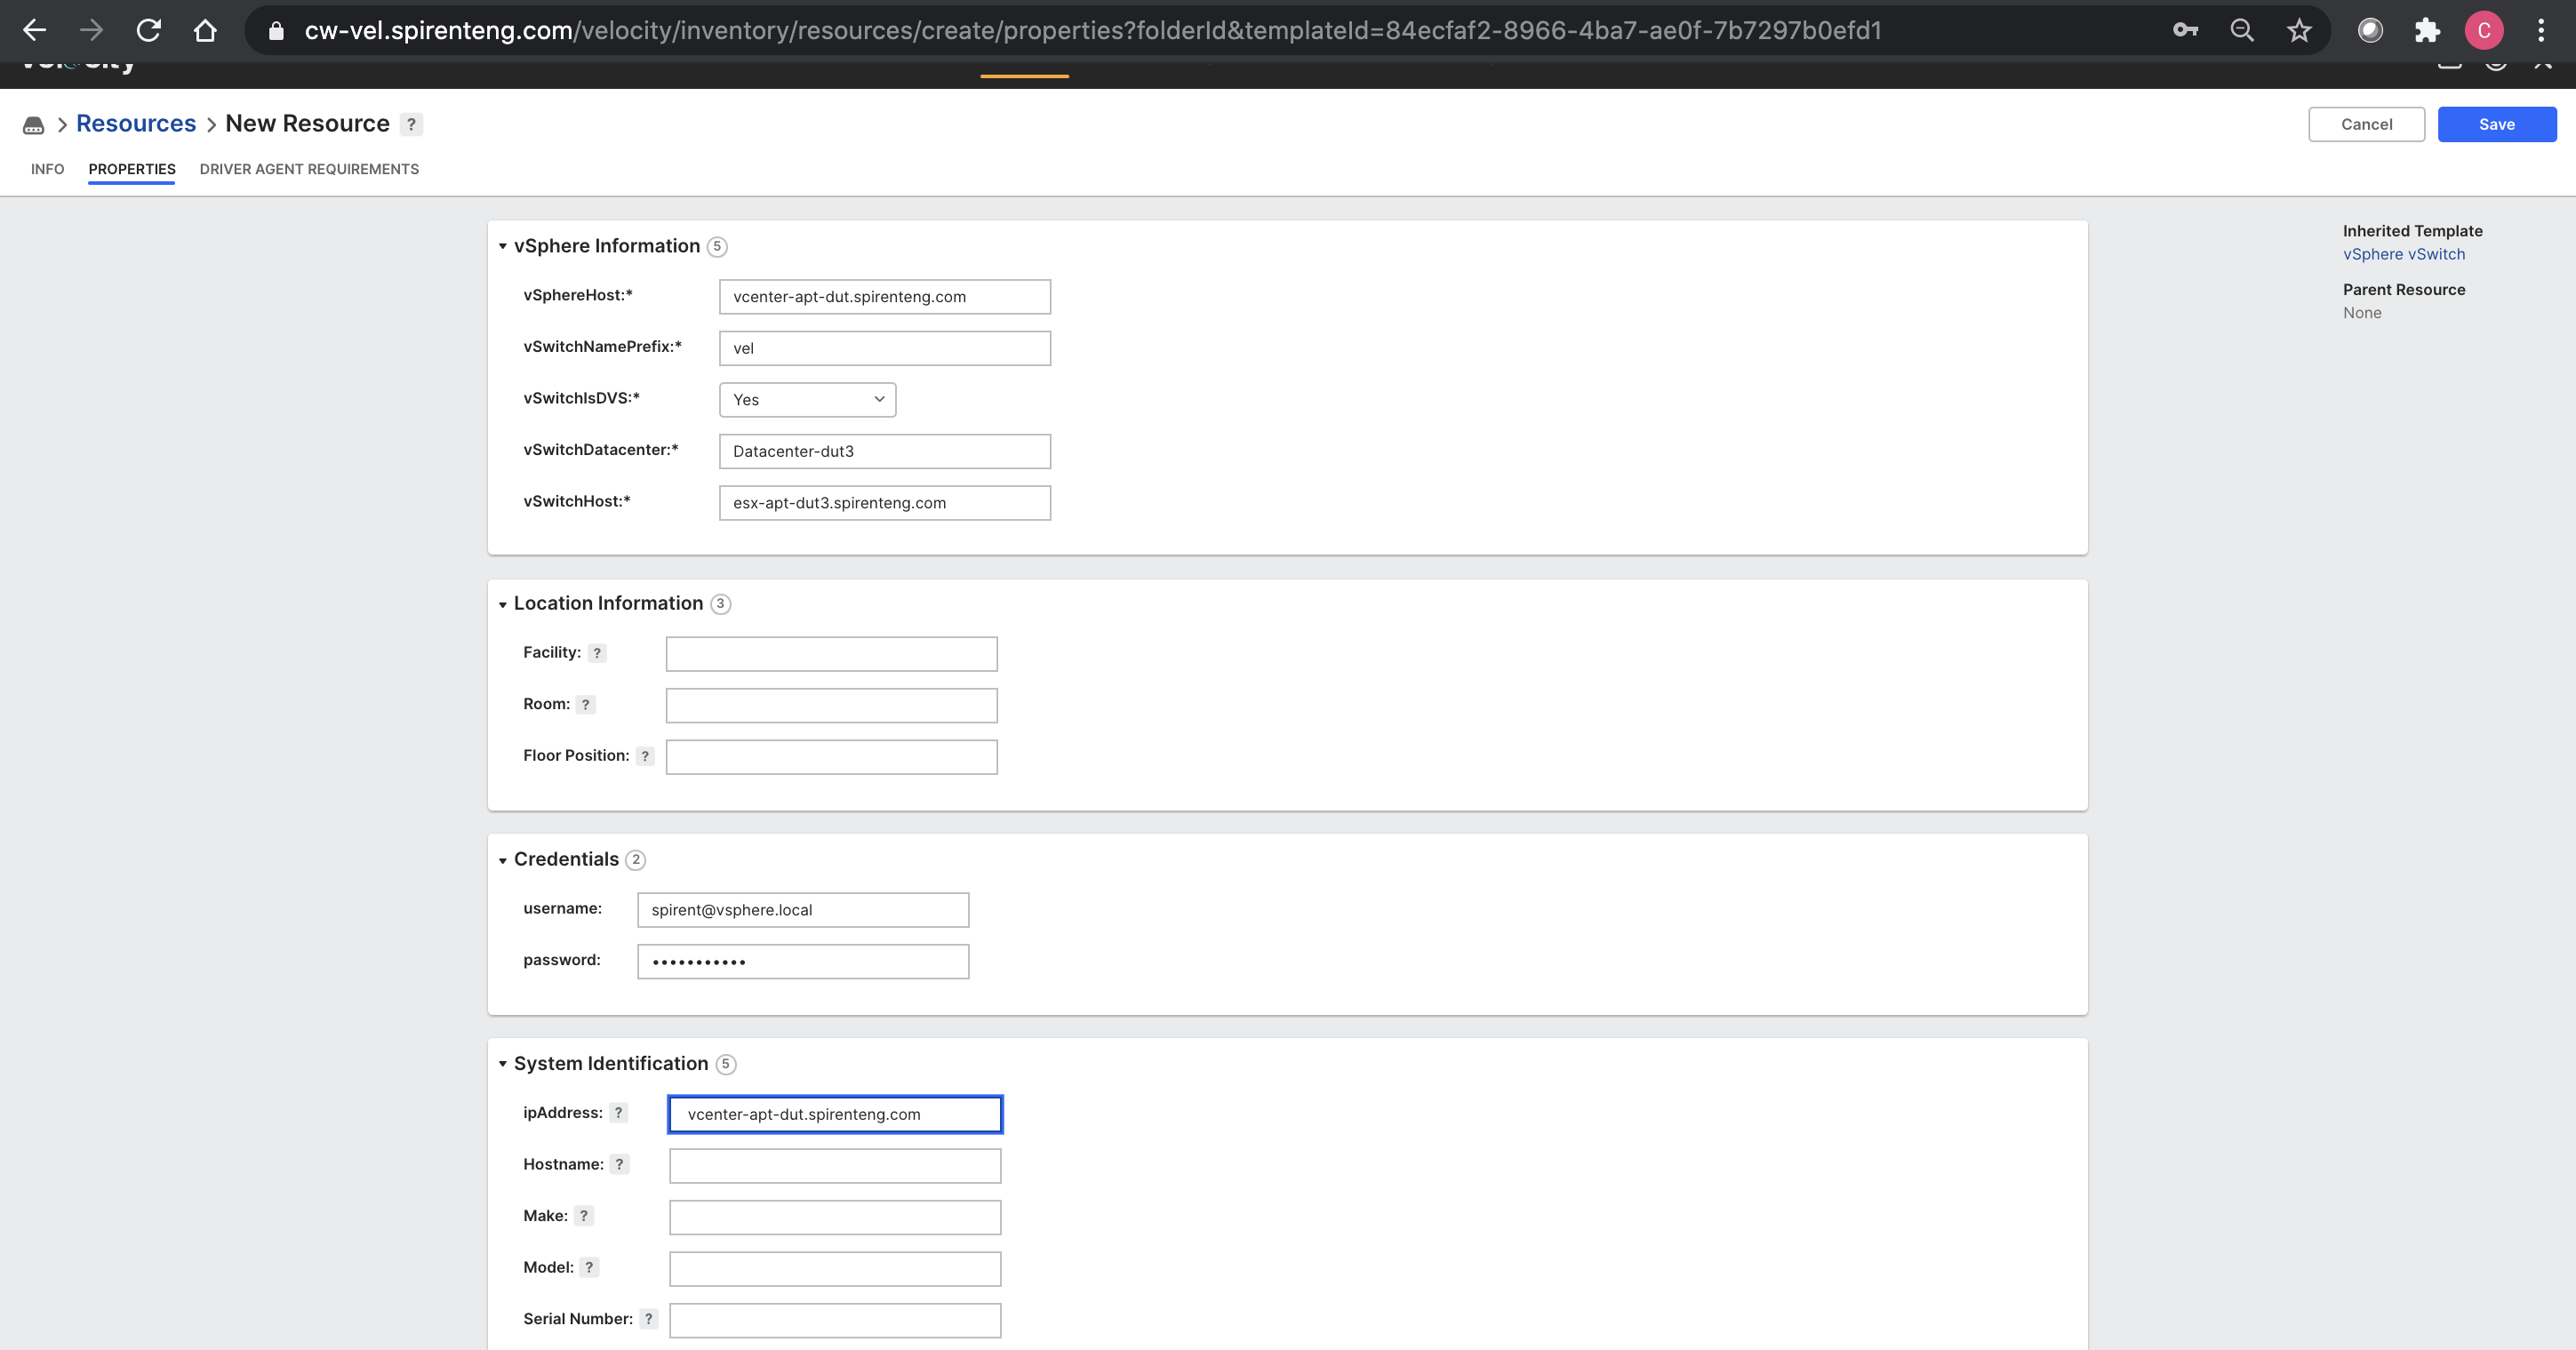 cw-vel.spirenteng.com/velocity/inventory/resources/create/properties?folderId&templateId=84ecfaf2-8966-4ba7-ae0f-7b7297b0efd1
C
Resources > New Resource ?
Cancel
Save
INFO PROPERTIES DRIVER AGENT REQUIREMENTS
vSphere Information 5
vSphereHost:* vcenter-apt-dut.spirenteng.com
vSwitchNamePrefix:* vel
vSwitchIsDVS:* Yes
vSwitchDatacenter:* Datacenter-dut3
vSwitchHost:* esx-apt-dut3.spirenteng.com
Inherited Template
vSphere vSwitch
Parent Resource
None
Location Information 3
Facility: ?
Room: ?
Floor Position: ?
Credentials 2
username: spirent@vsphere.local
password: •••••••••••
System Identification 5
ipAddress: ? vcenter-apt-dut.spirenteng.com
Hostname: ?
Make: ?
Model: ?
Serial Number: ?